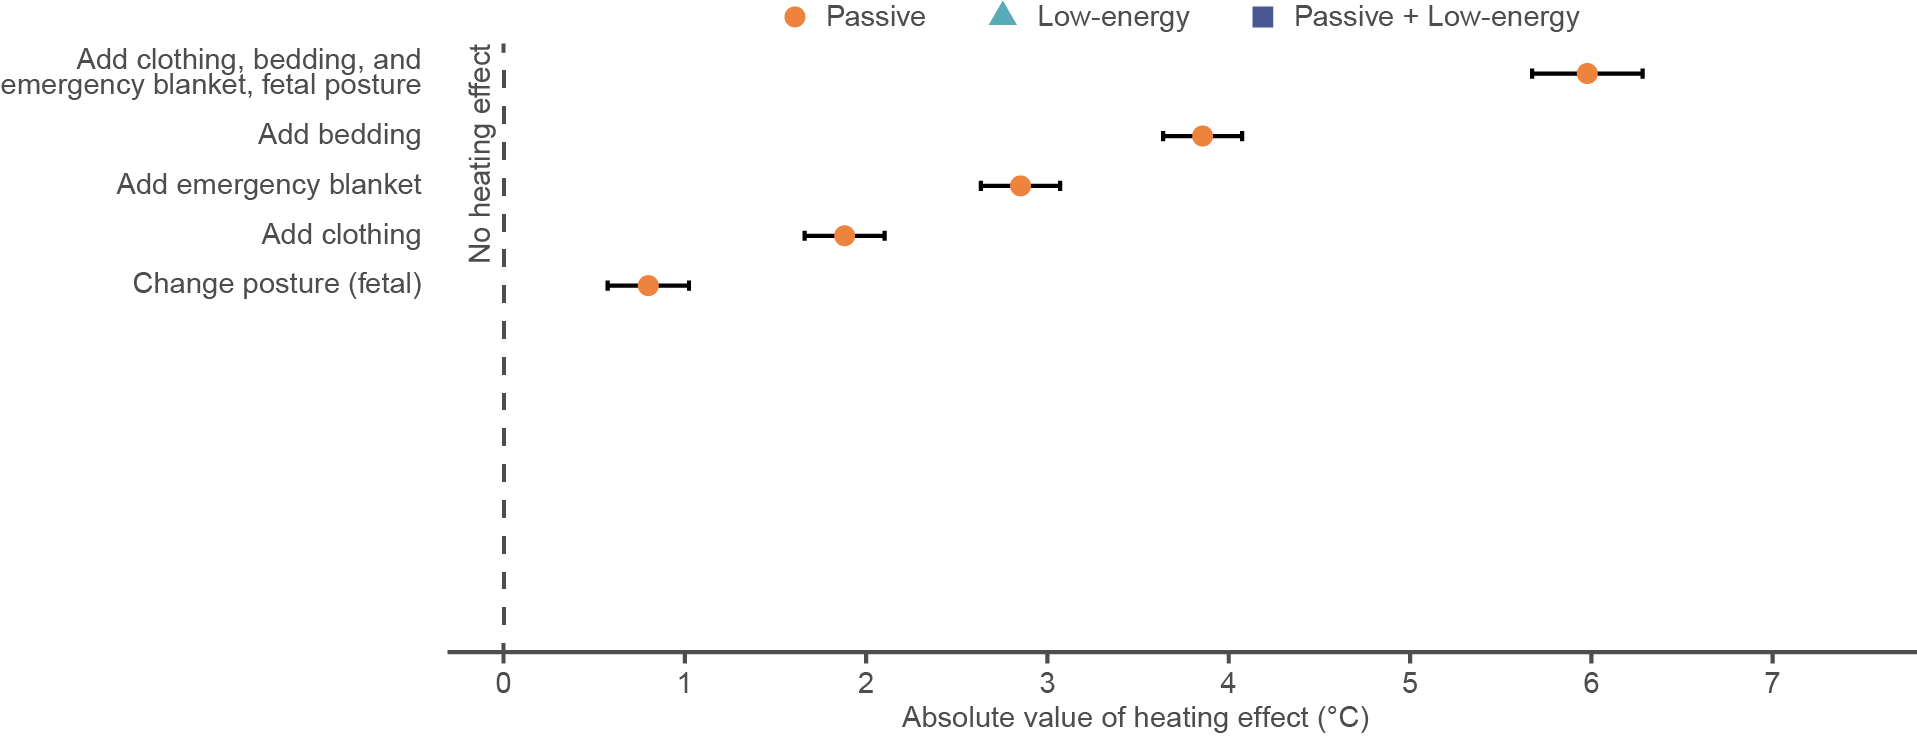 Passive
Low-energy
Passive + Low-energy
Add clothing, bedding, and
emergency blanket, fetal posture
Add bedding
Add emergency blanket
Add clothing
Change posture (fetal)
No heating effect
0 1 2 3 4 5 6 7
Absolute value of heating effect (°C)